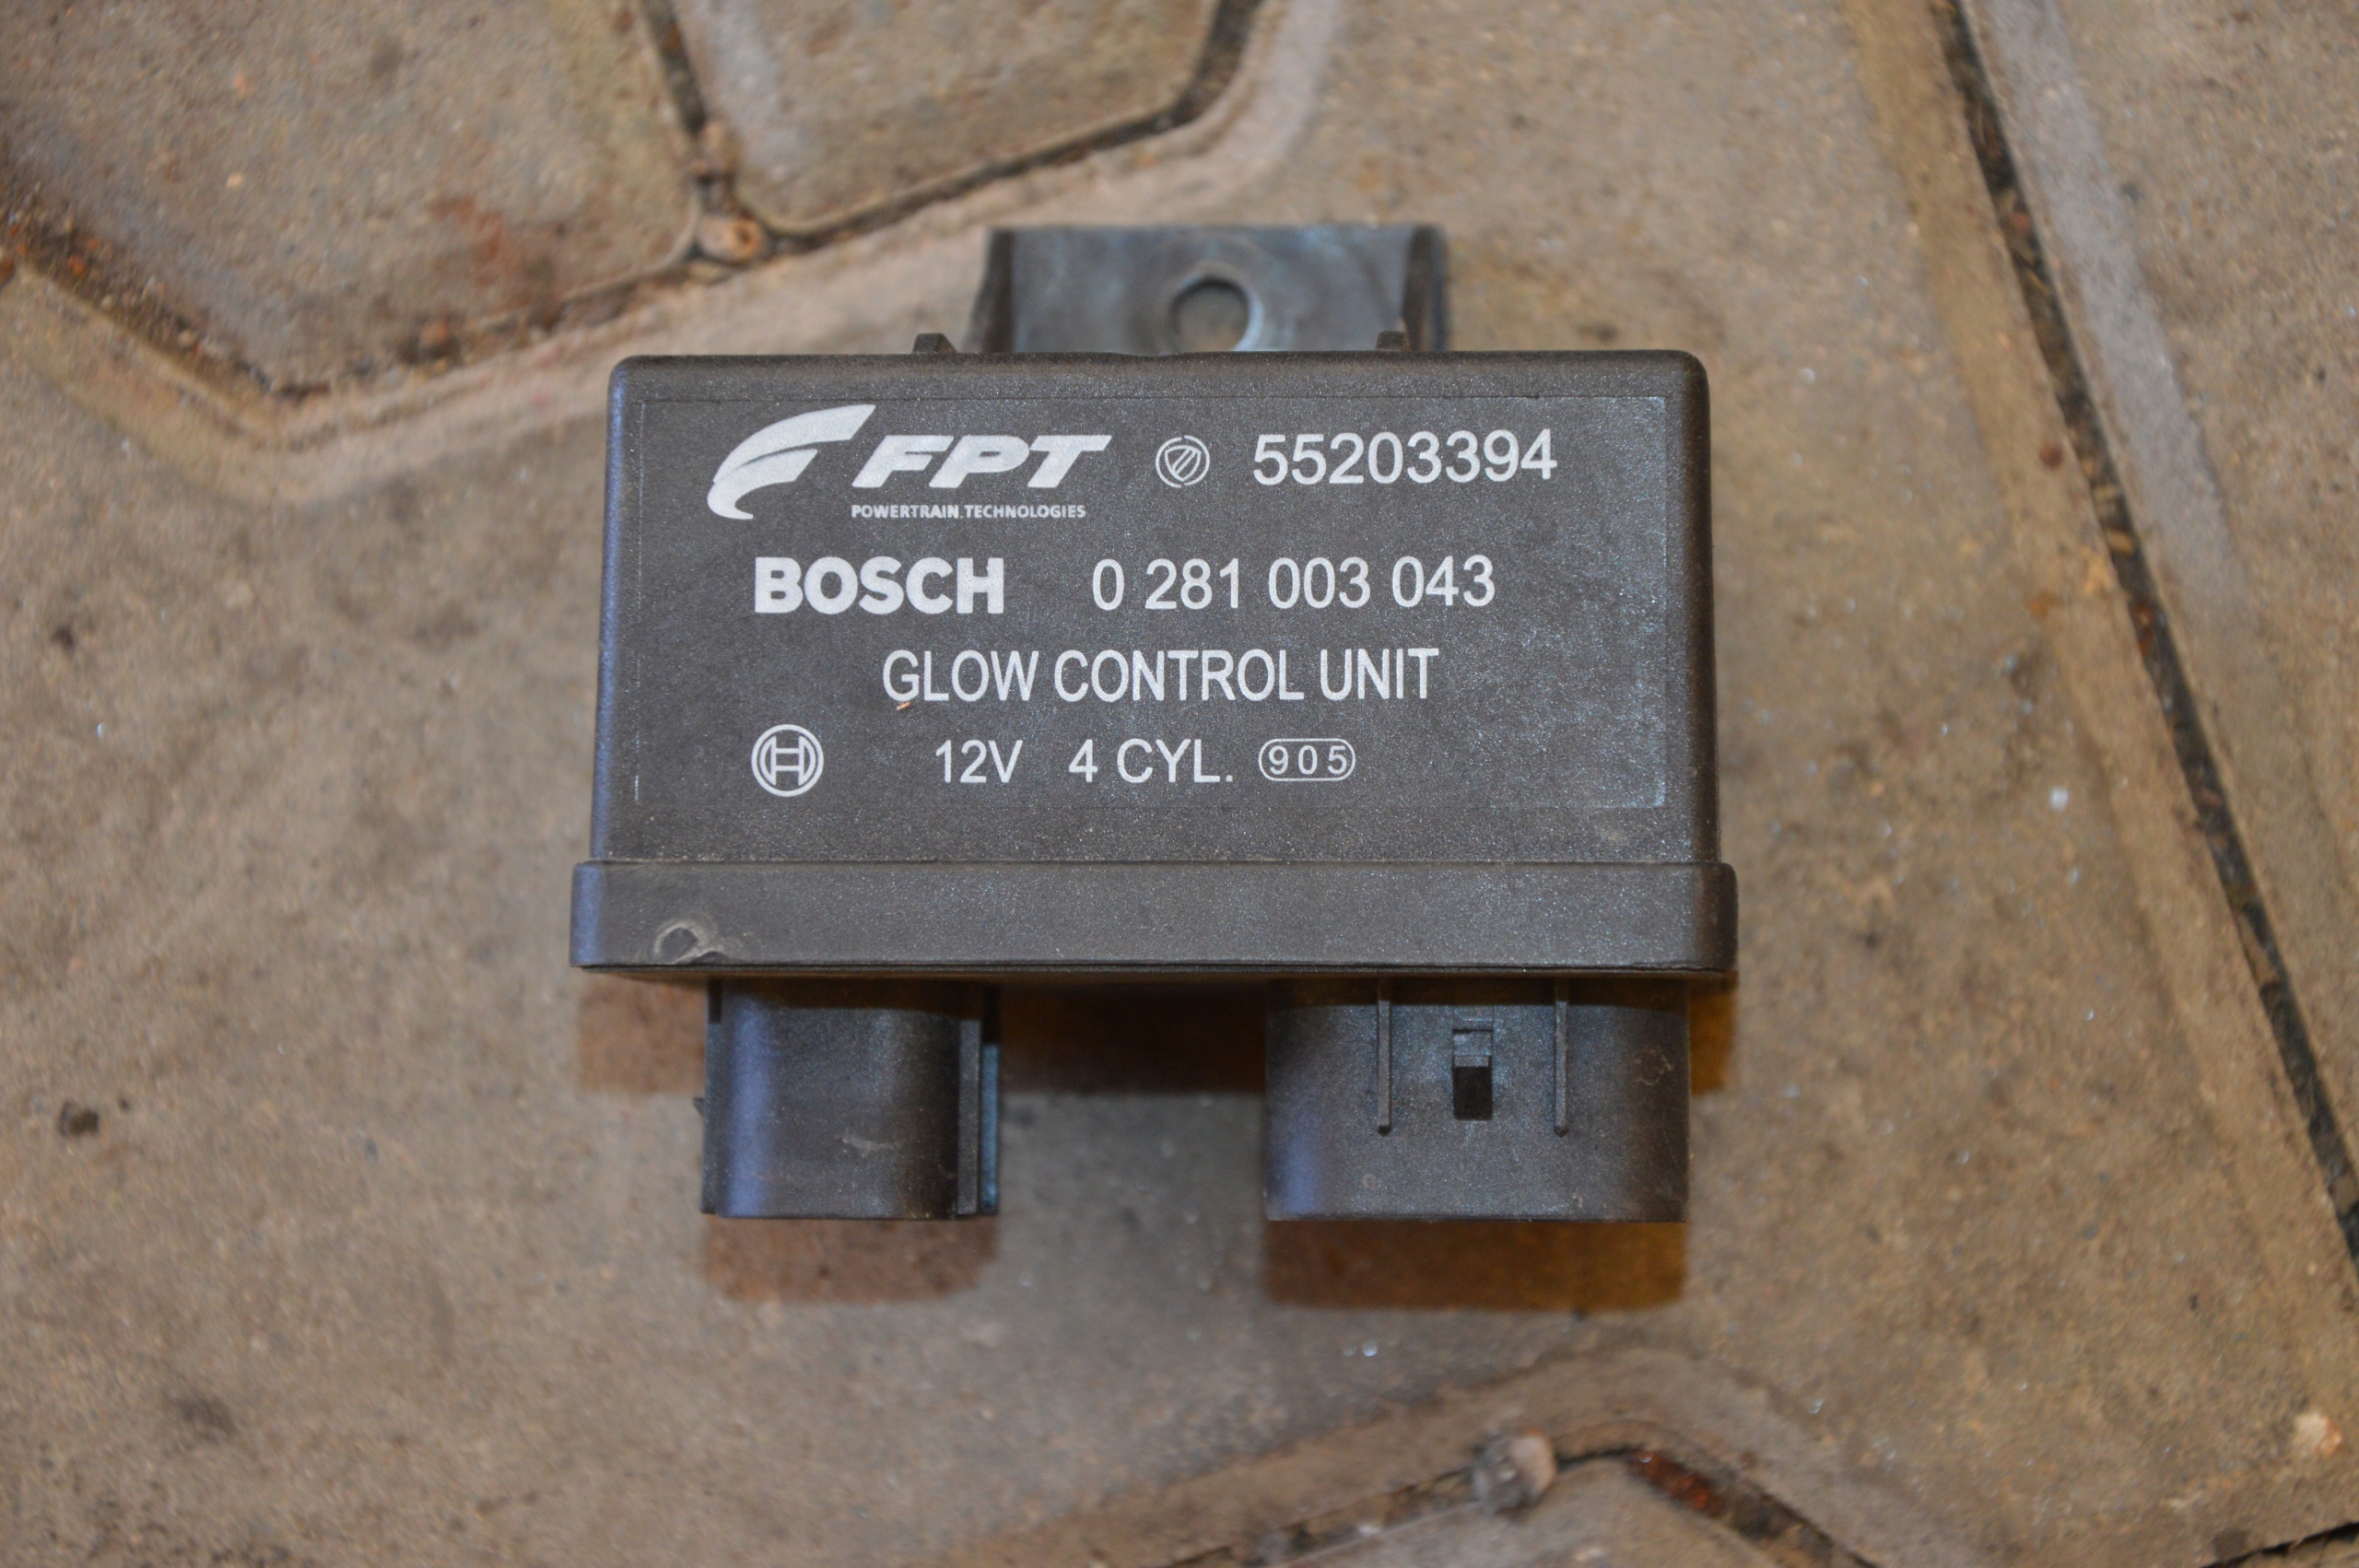 FPT 55203394
POWERTRAIN TECHNOLOGIES
BOSCH 0 281 003 043
GLOW CONTROL UNIT
12V 4 CYL. 905